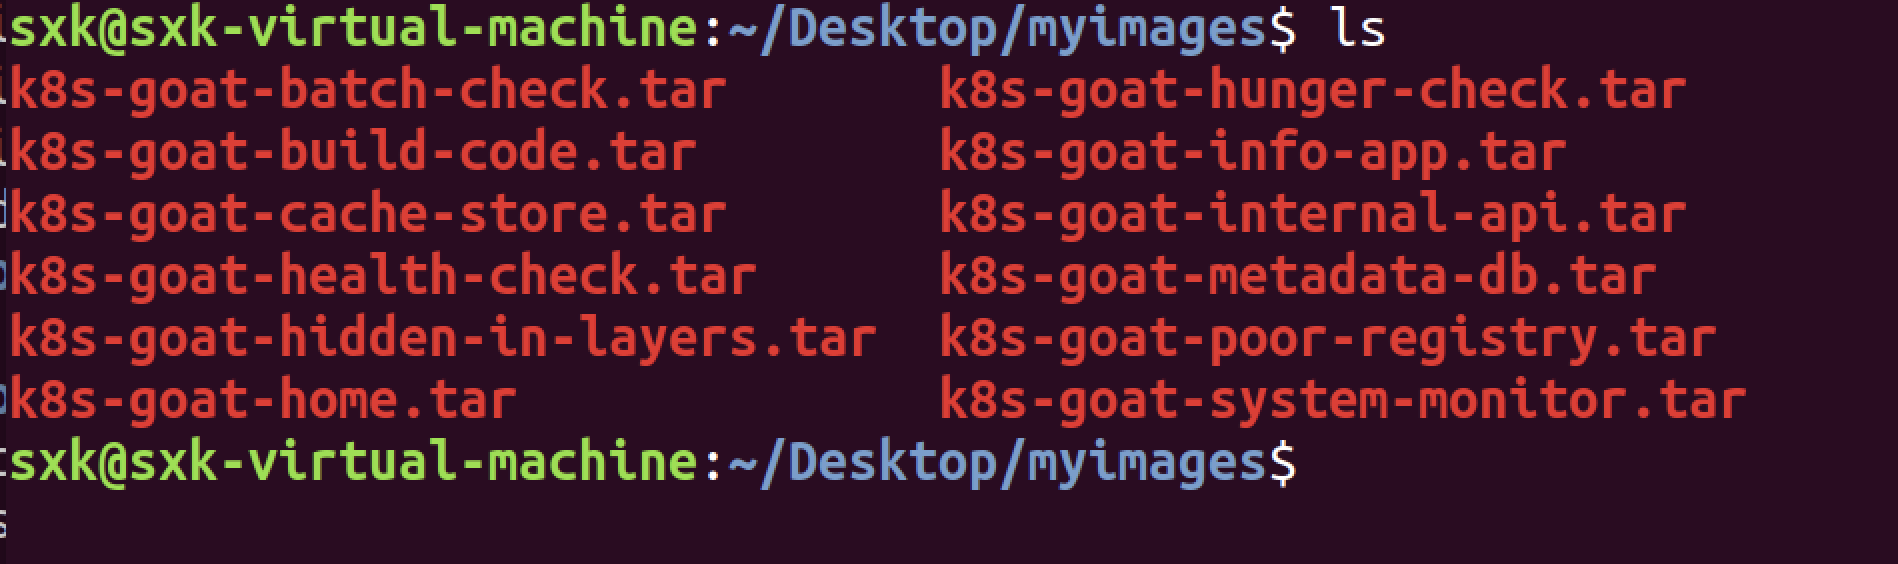 sxk@sxk-virtual-machine:~/Desktop/myimages$ ls
k8s-goat-batch-check.tar k8s-goat-hunger-check.tar
k8s-goat-build-code.tar k8s-goat-info-app.tar
k8s-goat-cache-store.tar k8s-goat-internal-api.tar
k8s-goat-health-check.tar k8s-goat-metadata-db.tar
k8s-goat-hidden-in-layers.tar k8s-goat-poor-registry.tar
k8s-goat-home.tar k8s-goat-system-monitor.tar
sxk@sxk-virtual-machine:~/Desktop/myimages$